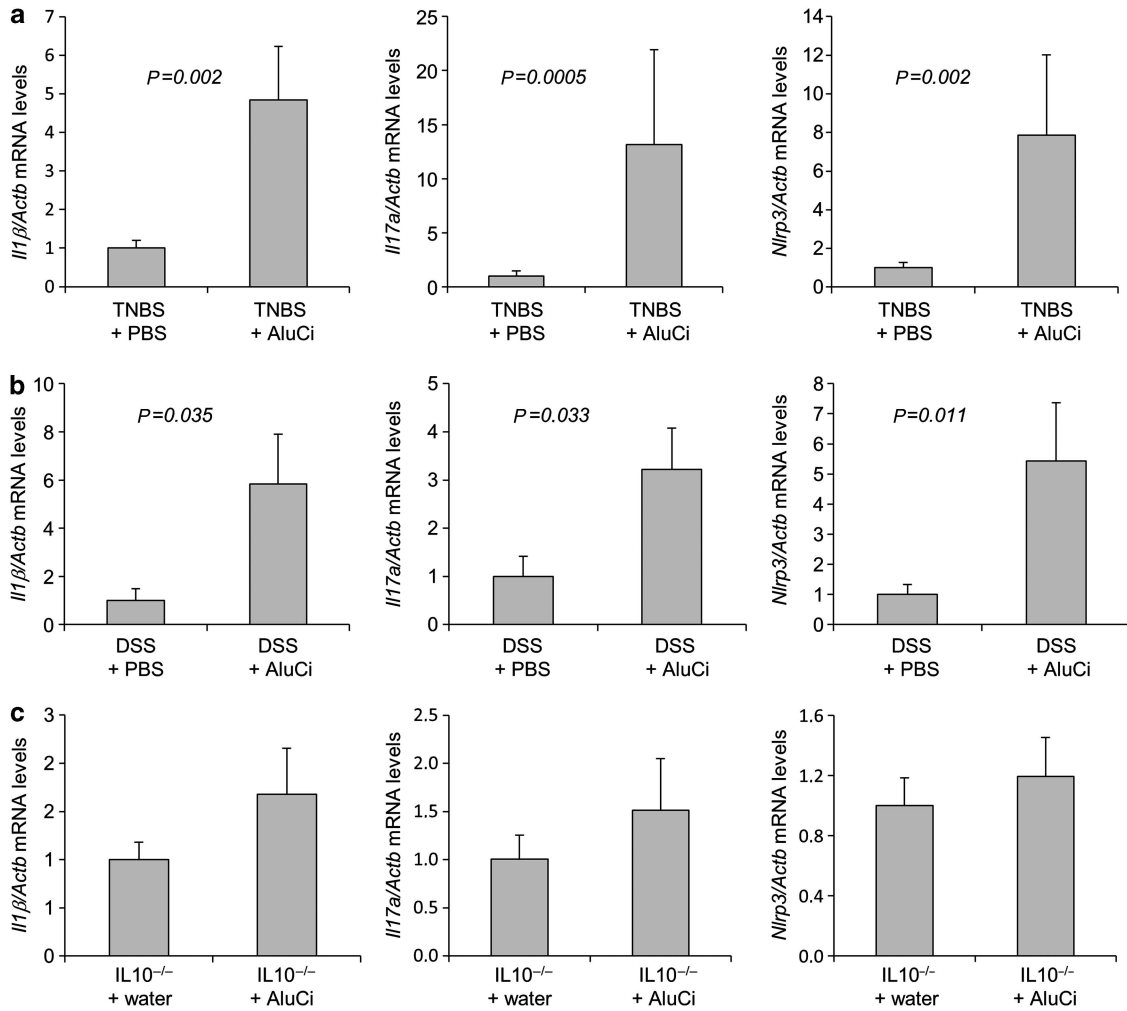 a
Il1β/Actb mRNA levels
7
6
5
4
3
2
1
0
P=0.002
TNBS
+ PBS
TNBS
+ AluCi
Il17a/Actb mRNA levels
25
20
15
10
5
0
P=0.0005
TNBS
+ PBS
TNBS
+ AluCi
Nlrp3/Actb mRNA levels
14
12
10
8
6
4
2
0
P=0.002
TNBS
+ PBS
TNBS
+ AluCi
b
Il1β/Actb mRNA levels
10
8
6
4
2
0
P=0.035
DSS
+ PBS
DSS
+ AluCi
Il17a/Actb mRNA levels
5
4
3
2
1
0
P=0.033
DSS
+ PBS
DSS
+ AluCi
Nlrp3/Actb mRNA levels
8
7
6
5
4
3
2
1
0
P=0.011
DSS
+ PBS
DSS
+ AluCi
c
Il1β/Actb mRNA levels
3
2
2
1
1
0
IL10⁻/⁻
+ water
IL10⁻/⁻
+ AluCi
Il17a/Actb mRNA levels
2.5
2.0
1.5
1.0
0.5
0.0
IL10⁻/⁻
+ water
IL10⁻/⁻
+ AluCi
Nlrp3/Actb mRNA levels
1.6
1.2
0.8
0.4
0.0
IL10⁻/⁻
+ water
IL10⁻/⁻
+ AluCi